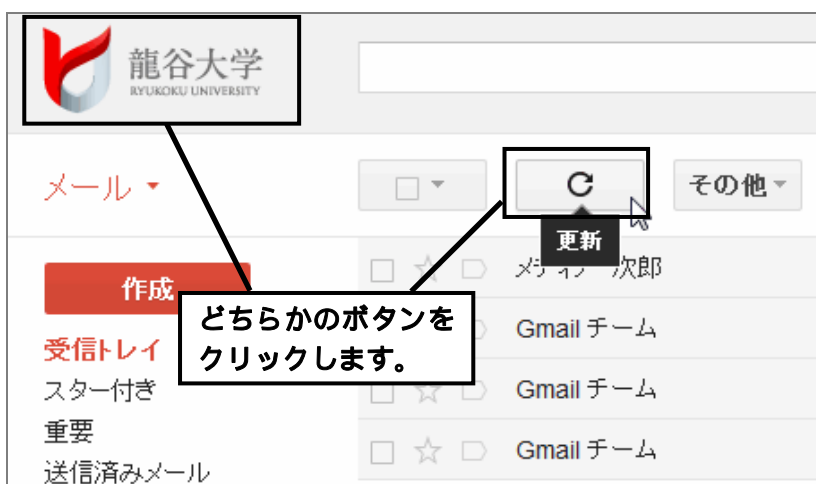 龍谷大学
RYUKOKU UNIVERSITY
メール
その他
更新
作成
どちらかのボタンを
クリックします。
次郎
Gmail チーム
Gmail チーム
Gmail チーム
受信トレイ
スター付き
重要
送信済みメール